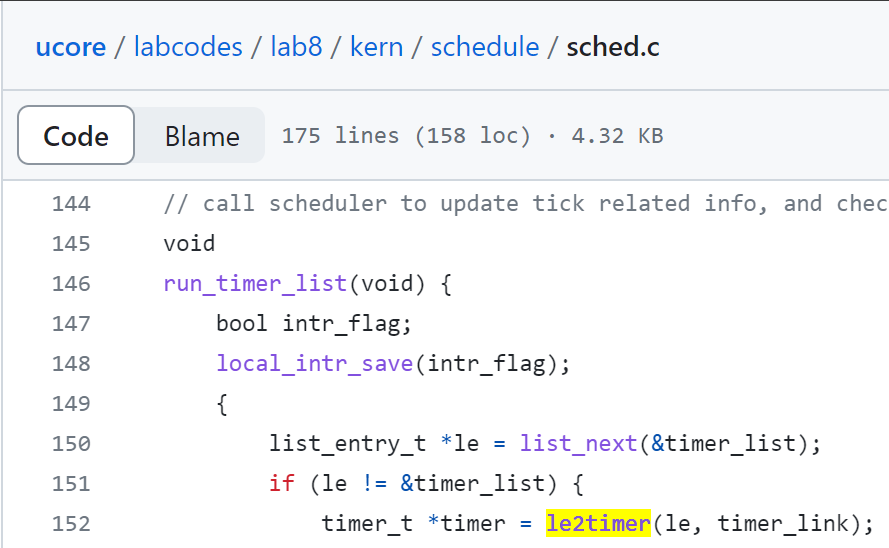 ucore / labcodes / lab8 / kern / schedule / sched.c
Code Blame 175 lines (158 loc) · 4.32 KB
144 // call scheduler to update tick related info, and chec
145 void
146 run_timer_list(void) {
147 bool intr_flag;
148 local_intr_save(intr_flag);
149 {
150 list_entry_t *le = list_next(&timer_list);
151 if (le != &timer_list) {
152 timer_t *timer = le2timer(le, timer_link);